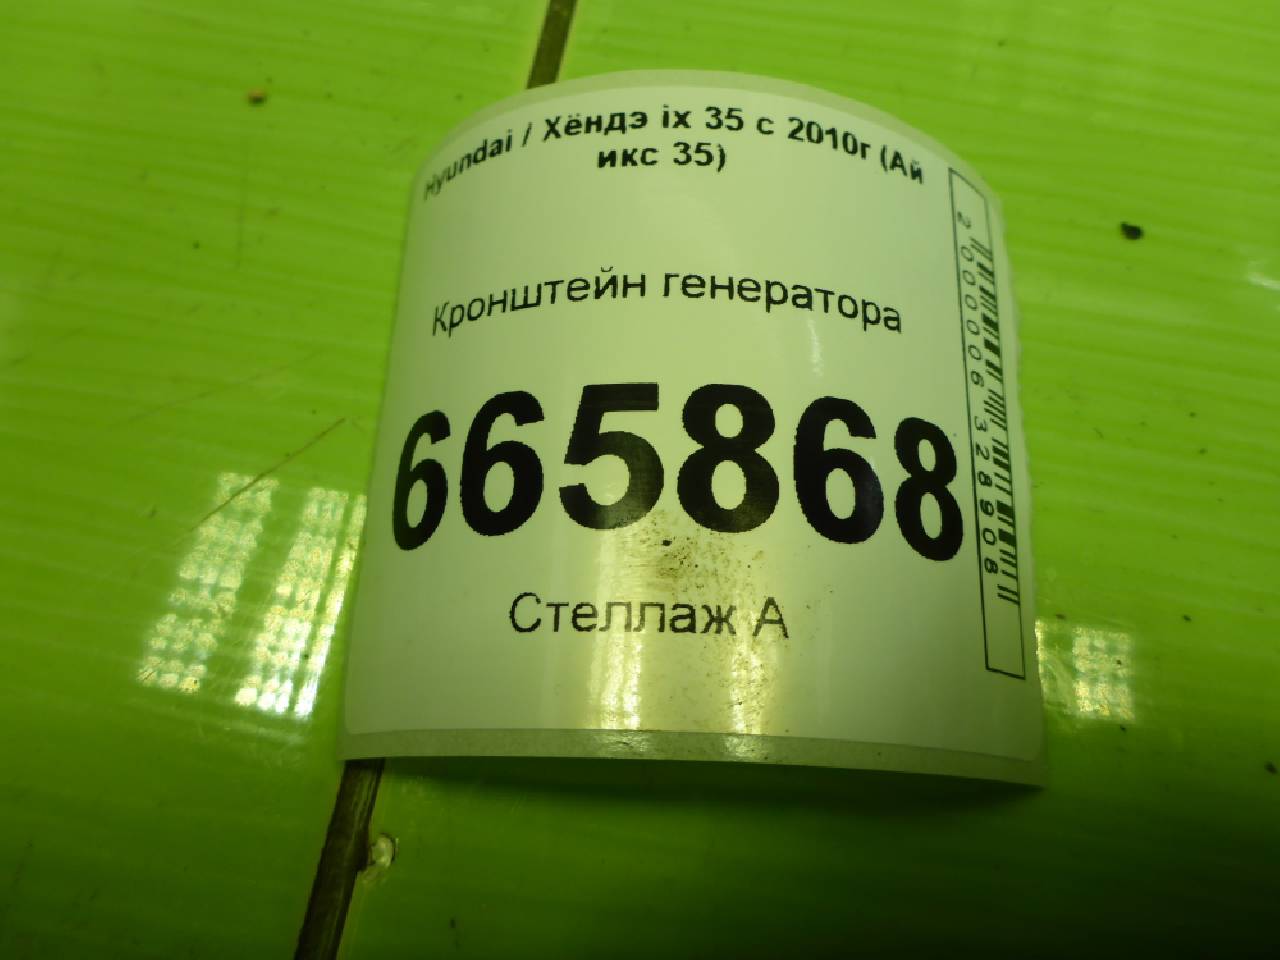 Hyundai / Хёндэ ix 35 с 2010г (Ай
икс 35)
Кронштейн генератора
665868
Стеллаж А
2000006328908